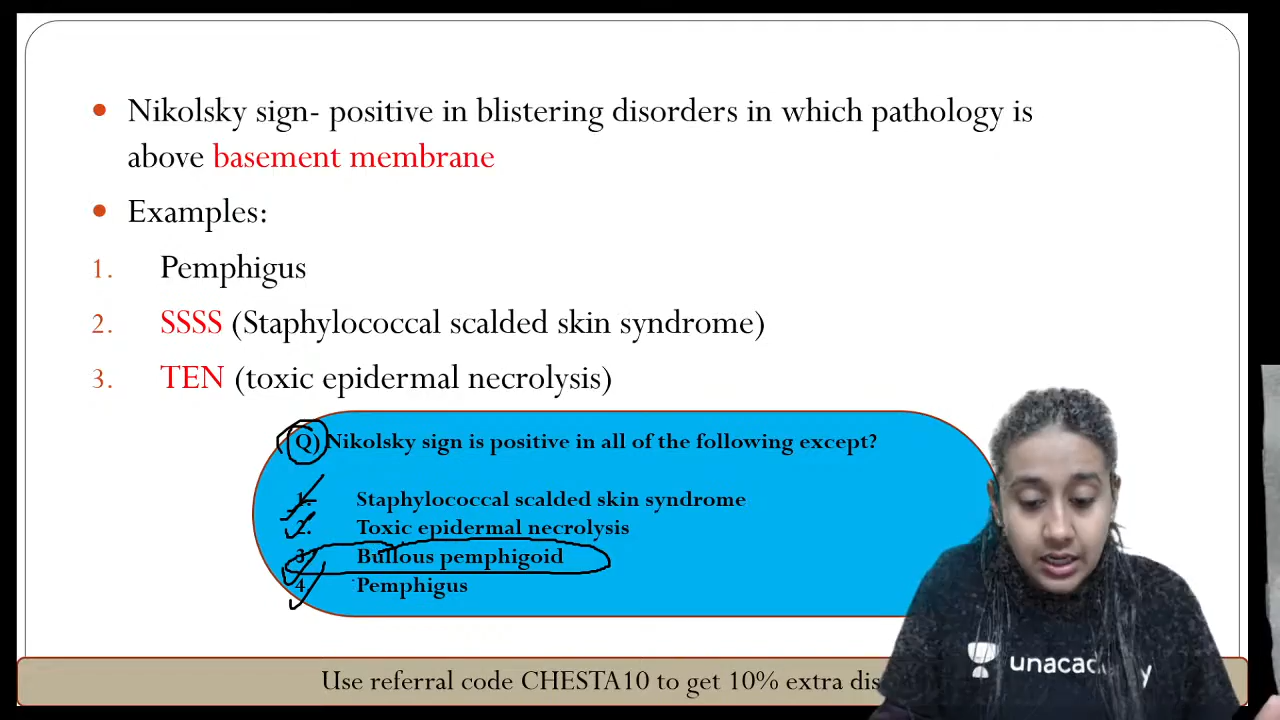 Nikolsky sign- positive in blistering disorders in which pathology is
above basement membrane
Examples:
1. Pemphigus
2. SSSS (Staphylococcal scalded skin syndrome)
3. TEN (toxic epidermal necrolysis)
Q) Nikolsky sign is positive in all of the following except?
1. Staphylococcal scalded skin syndrome
2. Toxic epidermal necrolysis
3. Bullous pemphigoid
4. Pemphigus
unacademy
Use referral code CHESTA10 to get 10% extra dis